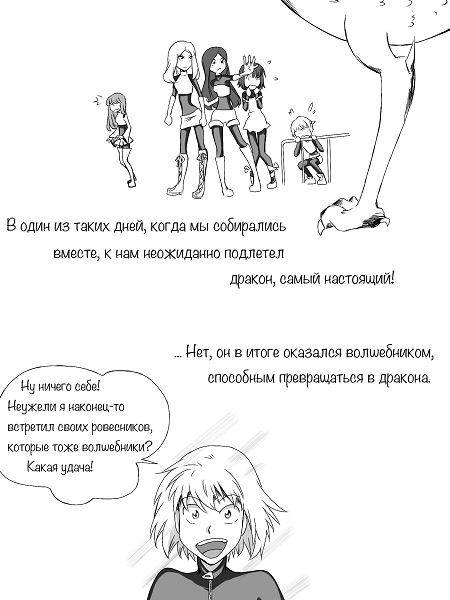 В один из таких дней, когда мы собирались
вместе, к нам неожиданно подлетел
дракон, самый настоящий!
... Нет, он в итоге оказался волшебником,
способным превращаться в дракона.
Ну ничего себе!
Неужели я наконец-то
встретил своих ровесников,
которые тоже волшебники?
Какая удача!